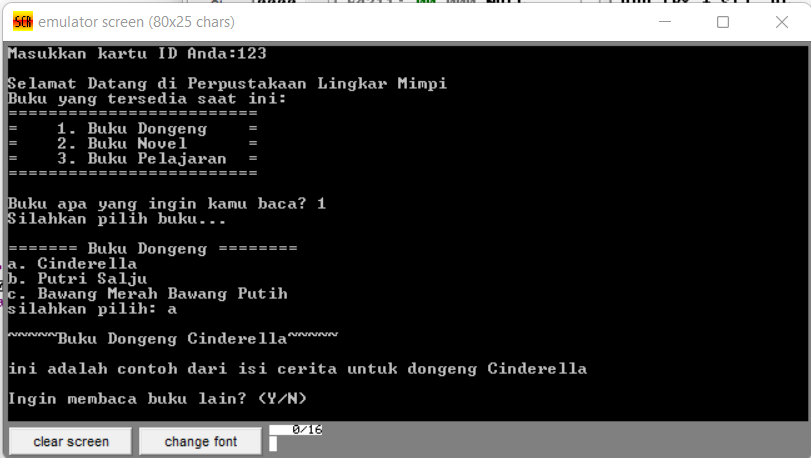 SCR emulator screen (80x25 chars)
Masukkan kartu ID Anda:123
Selamat Datang di Perpustakaan Lingkar Mimpi
Buku yang tersedia saat ini:
=========================
=    1. Buku Dongeng    =
=    2. Buku Novel      =
=    3. Buku Pelajaran  =
=========================
Buku apa yang ingin kamu baca? 1
Silahkan pilih buku...
======= Buku Dongeng ========
a. Cinderella
b. Putri Salju
c. Bawang Merah Bawang Putih
silahkan pilih: a
~~~~~Buku Dongeng Cinderella~~~~~
ini adalah contoh dari isi cerita untuk dongeng Cinderella
Ingin membaca buku lain? (Y/N)
clear screen change font 0/16